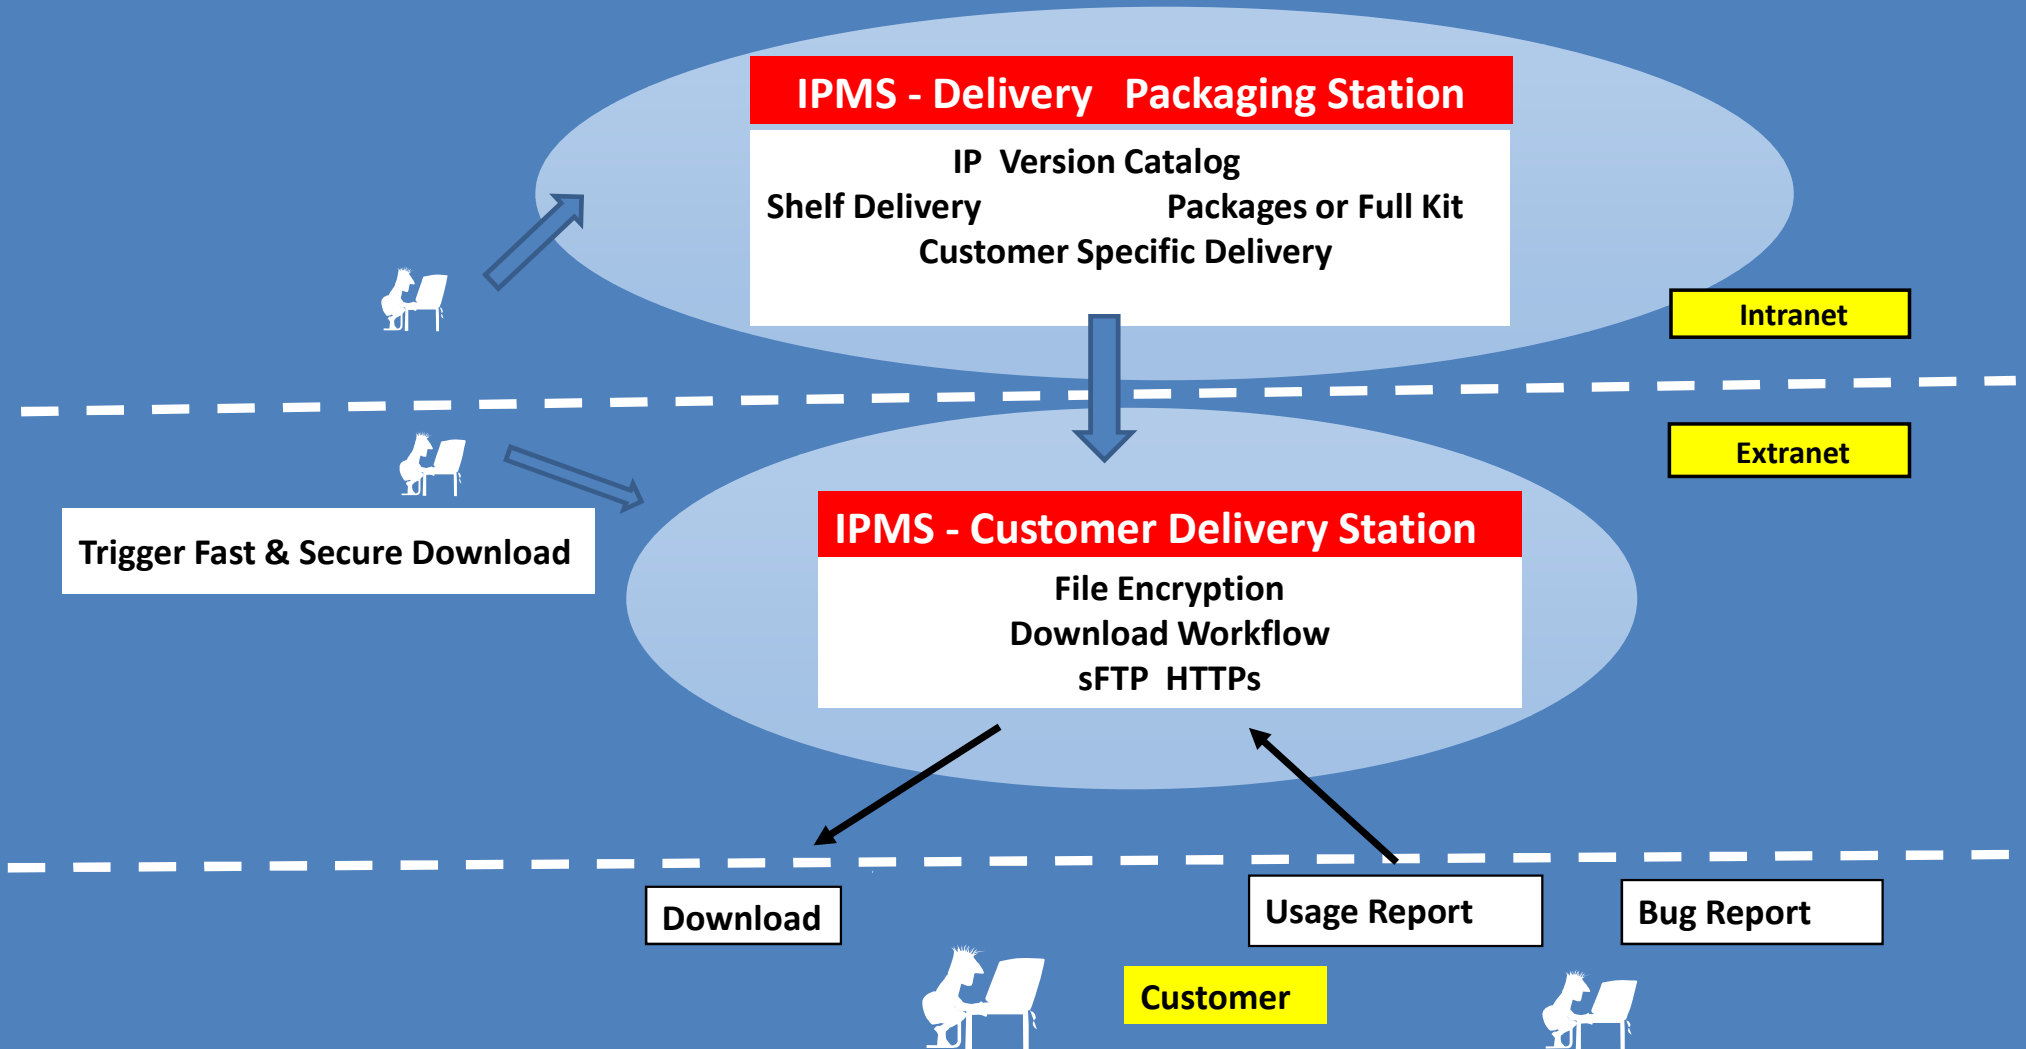 IPMS - Delivery   Packaging Station
IP  Version Catalog
Shelf Delivery                    Packages or Full Kit
Customer Specific Delivery
Intranet
Extranet
Trigger Fast & Secure Download
IPMS - Customer Delivery Station
File Encryption
Download Workflow
sFTP  HTTPs
Download
Usage Report
Bug Report
Customer